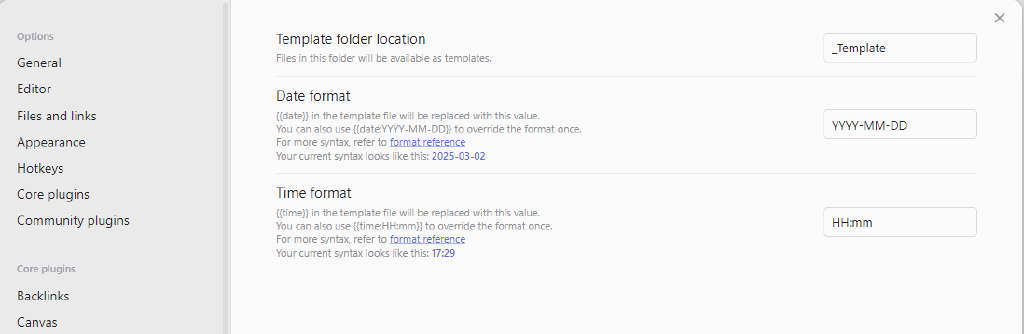 Options
General
Editor
Files and links
Appearance
Hotkeys
Core plugins
Community plugins
Core plugins
Backlinks
Canvas
Template folder location
Files in this folder will be available as templates.
_Template
Date format
{{date}} in the template file will be replaced with this value.
You can also use {{date:YYYY-MM-DD}} to override the format once.
For more syntax, refer to format reference
Your current syntax looks like this: 2025-03-02
YYYY-MM-DD
Time format
{{time}} in the template file will be replaced with this value.
You can also use {{time:HH:mm}} to override the format once.
For more syntax, refer to format reference
Your current syntax looks like this: 17:29
HH:mm